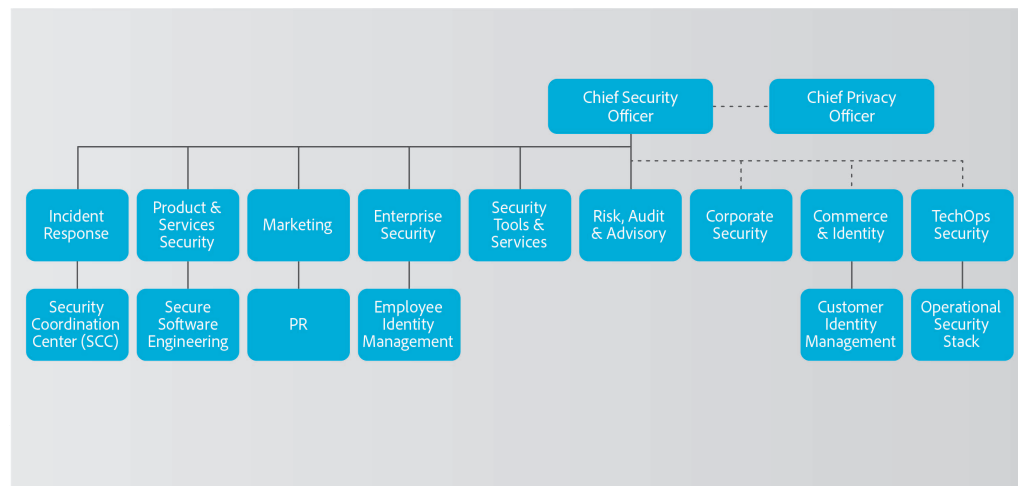 Chief Security
Officer
Chief Privacy
Officer
Incident
Response
Product &
Services
Security
Marketing
Enterprise
Security
Security
Tools &
Services
Risk, Audit
& Advisory
Corporate
Security
Commerce
& Identity
TechOps
Security
Security
Coordination
Center (SCC)
Secure
Software
Engineering
PR
Employee
Identity
Management
Customer
Identity
Management
Operational
Security
Stack